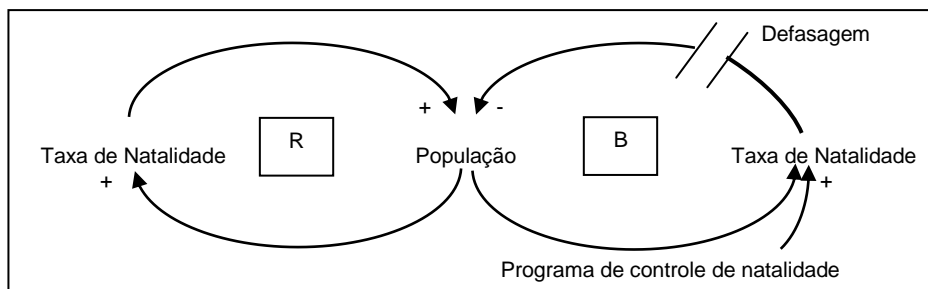 Defasagem
+ -
R B
Taxa de Natalidade População Taxa de Natalidade
+ +
Programa de controle de natalidade